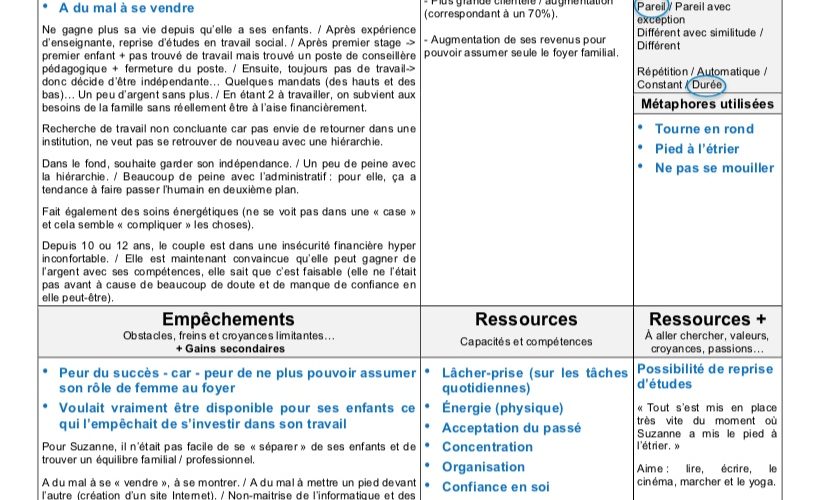 • A du mal à se vendre
Ne gagne plus sa vie depuis qu'elle a ses enfants. / Après expérience
d'enseignante, reprise d'études en travail social. / Après premier stage ->
premier enfant + pas trouvé de travail mais trouvé un poste de conseillère
pédagogique + fermeture du poste. / Ensuite, toujours pas de travail->
donc décide d'être indépendante… Quelques mandats (des hauts et des
bas)… Un peu d'argent sans plus. / En étant 2 à travailler, on subvient aux
besoins de la famille sans réellement être à l'aise financièrement.
Recherche de travail non concluante car pas envie de retourner dans une
institution, ne veut pas se retrouver de nouveau avec une hiérarchie.
Dans le fond, souhaite garder son indépendance. / Un peu de peine avec
la hiérarchie. / Beaucoup de peine avec l'administratif : pour elle, ça a
tendance à faire passer l'humain en deuxième plan.
Fait également des soins énergétiques (ne se voit pas dans une « case »
et cela semble « compliquer » les choses).
Depuis 10 ou 12 ans, le couple est dans une insécurité financière hyper
inconfortable. / Elle est maintenant convaincue qu'elle peut gagner de
l'argent avec ses compétences, elle sait que c'est faisable (elle ne l'était
pas avant à cause de beaucoup de doute et de manque de confiance en
elle peut-être).
- Plus grande clientèle / augmentation
(correspondant à un 70%).
- Augmentation de ses revenus pour
pouvoir assumer seule le foyer familial.
Pareil / Pareil avec
exception
Différent avec similitude /
Différent
Répétition / Automatique /
Constant / Durée
Métaphores utilisées
• Tourne en rond
• Pied à l'étrier
• Ne pas se mouiller
Empêchements
Obstacles, freins et croyances limitantes…
+ Gains secondaires
Ressources
Capacités et compétences
Ressources +
À aller chercher, valeurs,
croyances, passions…
• Peur du succès - car - peur de ne plus pouvoir assumer
son rôle de femme au foyer
• Voulait vraiment être disponible pour ses enfants ce
qui l'empêchait de s'investir dans son travail
Pour Suzanne, il n'était pas facile de se « séparer » de ses enfants et de
trouver un équilibre familial / professionnel.
A du mal à se « vendre », à se montrer. / A du mal à mettre un pied devant
l'autre (création d'un site Internet). / Non-maitrise de l'informatique et des
• Lâcher-prise (sur les tâches
quotidiennes)
• Énergie (physique)
• Acceptation du passé
• Concentration
• Organisation
• Confiance en soi
Possibilité de reprise
d'études
« Tout s'est mis en place
très vite du moment où
Suzanne a mis le pied à
l'étrier. »
Aime : lire, écrire, le
cinéma, marcher et le yoga.